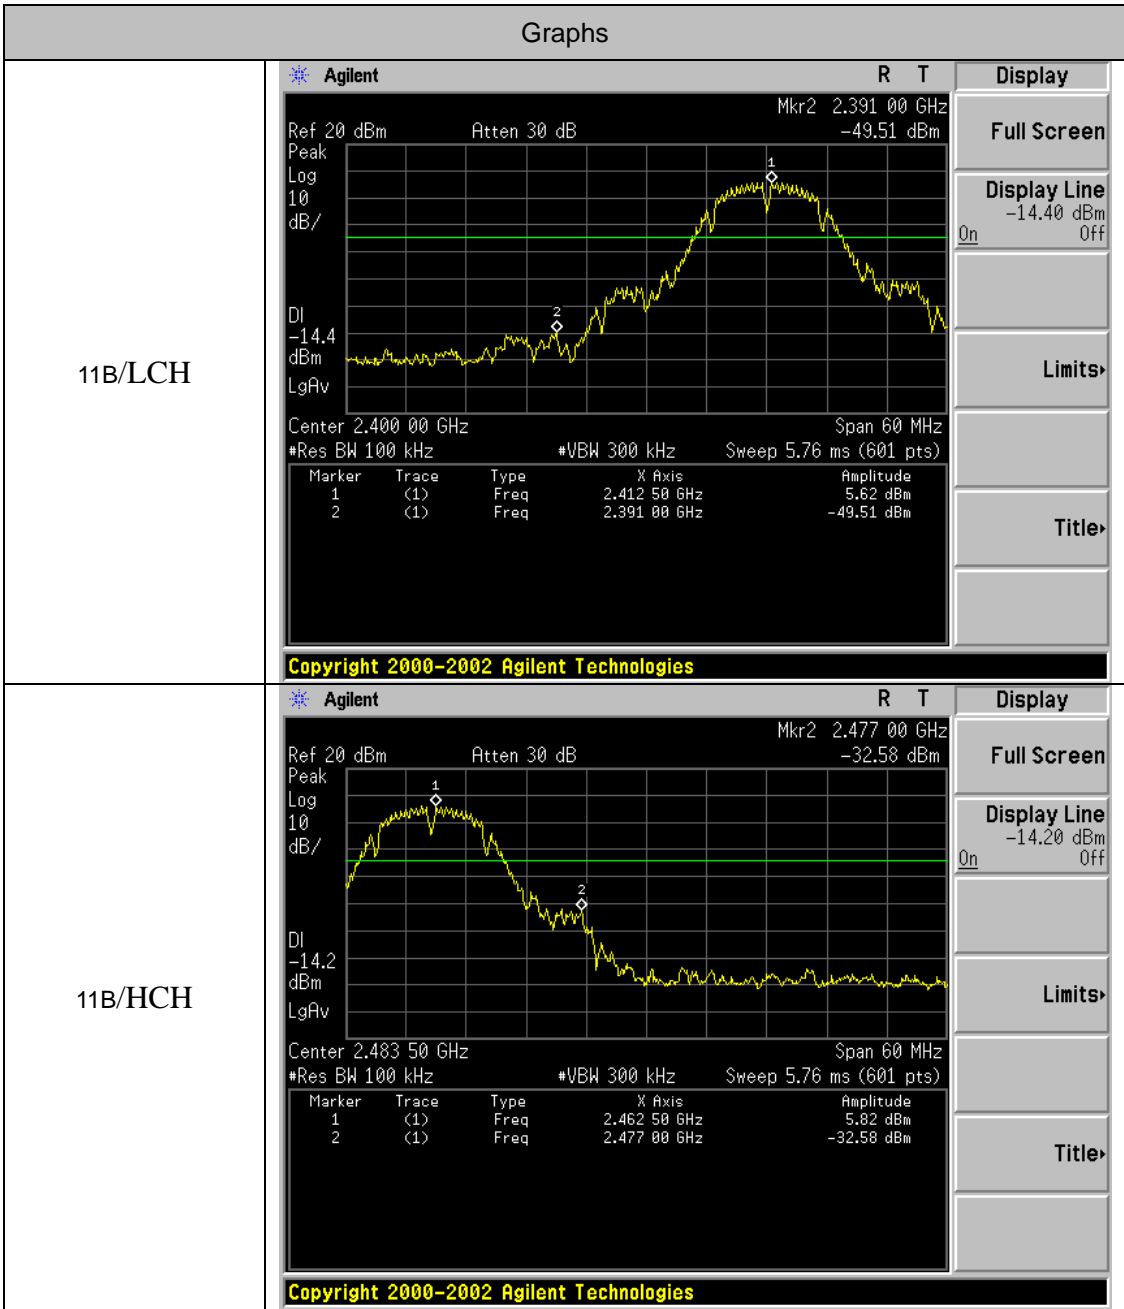 Graphs
11B/LCH
Agilent R T Display
Mkr2 2.391 00 GHz
Ref 20 dBm Atten 30 dB -49.51 dBm
Peak
Log
10
dB/
1
2
DI
-14.4
dBm
LgAv
Center 2.400 00 GHz Span 60 MHz
#Res BW 100 kHz #VBW 300 kHz Sweep 5.76 ms (601 pts)
Marker Trace Type X Axis Amplitude
1 (1) Freq 2.412 50 GHz 5.62 dBm
2 (1) Freq 2.391 00 GHz -49.51 dBm
Full Screen
Display Line
-14.40 dBm
On Off
Limits
Title
Copyright 2000-2002 Agilent Technologies
11B/HCH
Agilent R T Display
Mkr2 2.477 00 GHz
Ref 20 dBm Atten 30 dB -32.58 dBm
Peak
Log
10
dB/
1
2
DI
-14.2
dBm
LgAv
Center 2.483 50 GHz Span 60 MHz
#Res BW 100 kHz #VBW 300 kHz Sweep 5.76 ms (601 pts)
Marker Trace Type X Axis Amplitude
1 (1) Freq 2.462 50 GHz 5.82 dBm
2 (1) Freq 2.477 00 GHz -32.58 dBm
Full Screen
Display Line
-14.20 dBm
On Off
Limits
Title
Copyright 2000-2002 Agilent Technologies